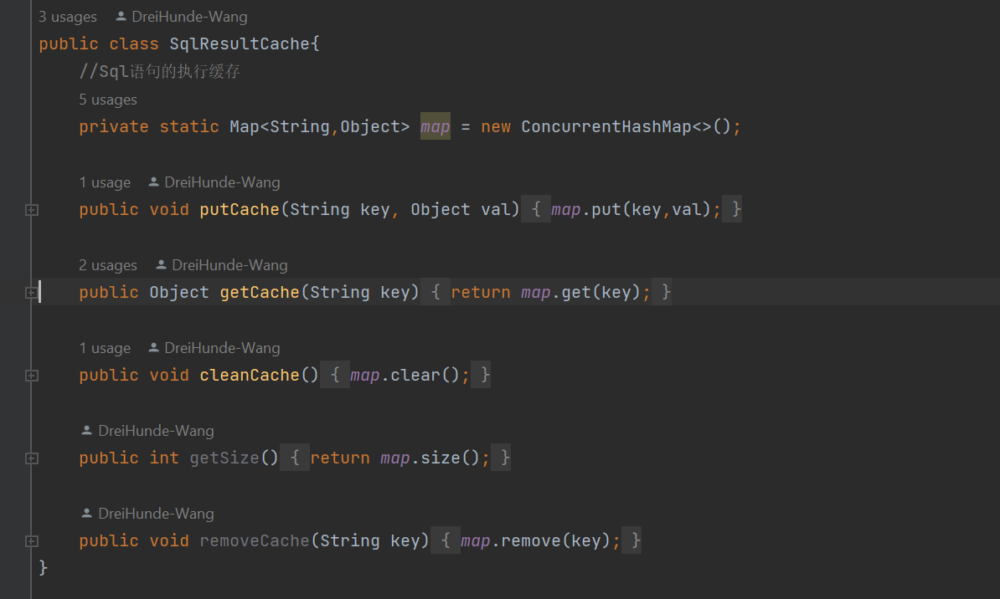 3 usages DreiHunde-Wang
public class SqlResultCache{
//Sql语句的执行缓存
5 usages
private static Map<String,Object> map = new ConcurrentHashMap<>();
1 usage DreiHunde-Wang
public void putCache(String key, Object val) { map.put(key,val); }
2 usages DreiHunde-Wang
public Object getCache(String key) { return map.get(key); }
1 usage DreiHunde-Wang
public void cleanCache() { map.clear(); }
DreiHunde-Wang
public int getSize() { return map.size(); }
DreiHunde-Wang
public void removeCache(String key) { map.remove(key); }
}